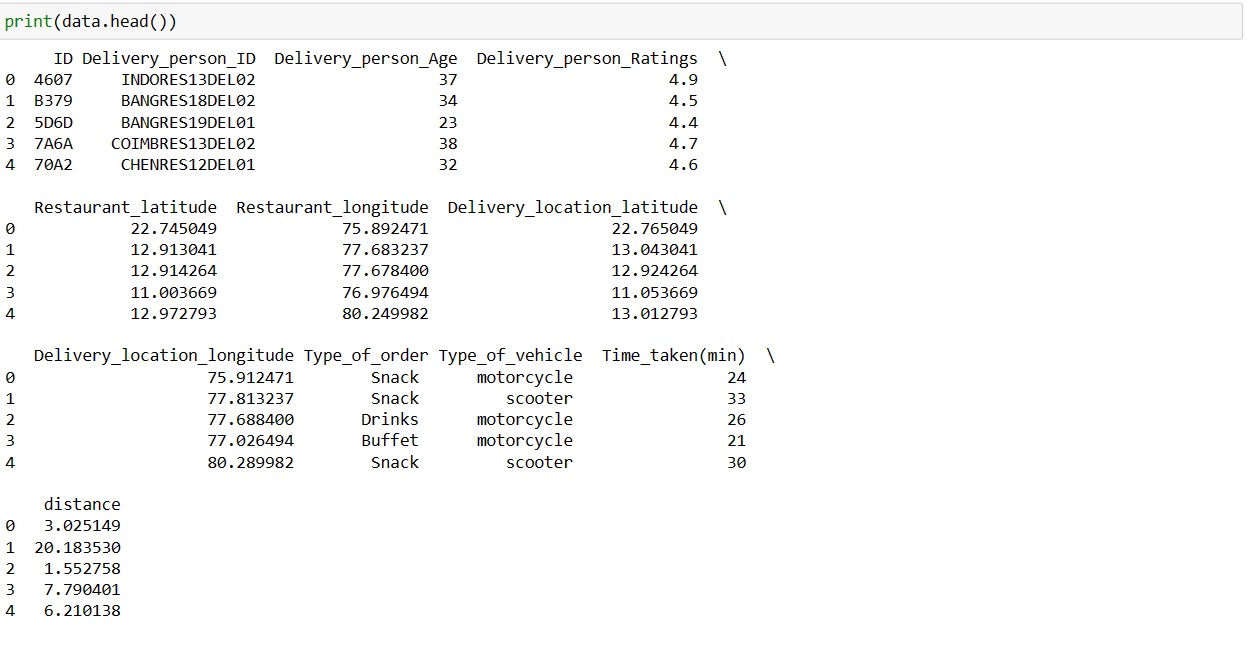 print(data.head())
ID Delivery_person_ID Delivery_person_Age Delivery_person_Ratings \
0 4607 INDORES13DEL02 37 4.9
1 B379 BANGRES18DEL02 34 4.5
2 5D6D BANGRES19DEL01 23 4.4
3 7A6A COIMBRES13DEL02 38 4.7
4 70A2 CHENRES12DEL01 32 4.6
Restaurant_latitude Restaurant_longitude Delivery_location_latitude \
0 22.745049 75.892471 22.765049
1 12.913041 77.683237 13.043041
2 12.914264 77.678400 12.924264
3 11.003669 76.976494 11.053669
4 12.972793 80.249982 13.012793
Delivery_location_longitude Type_of_order Type_of_vehicle Time_taken(min) \
0 75.912471 Snack motorcycle 24
1 77.813237 Snack scooter 33
2 77.688400 Drinks motorcycle 26
3 77.026494 Buffet motorcycle 21
4 80.289982 Snack scooter 30
distance
0 3.025149
1 20.183530
2 1.552758
3 7.790401
4 6.210138